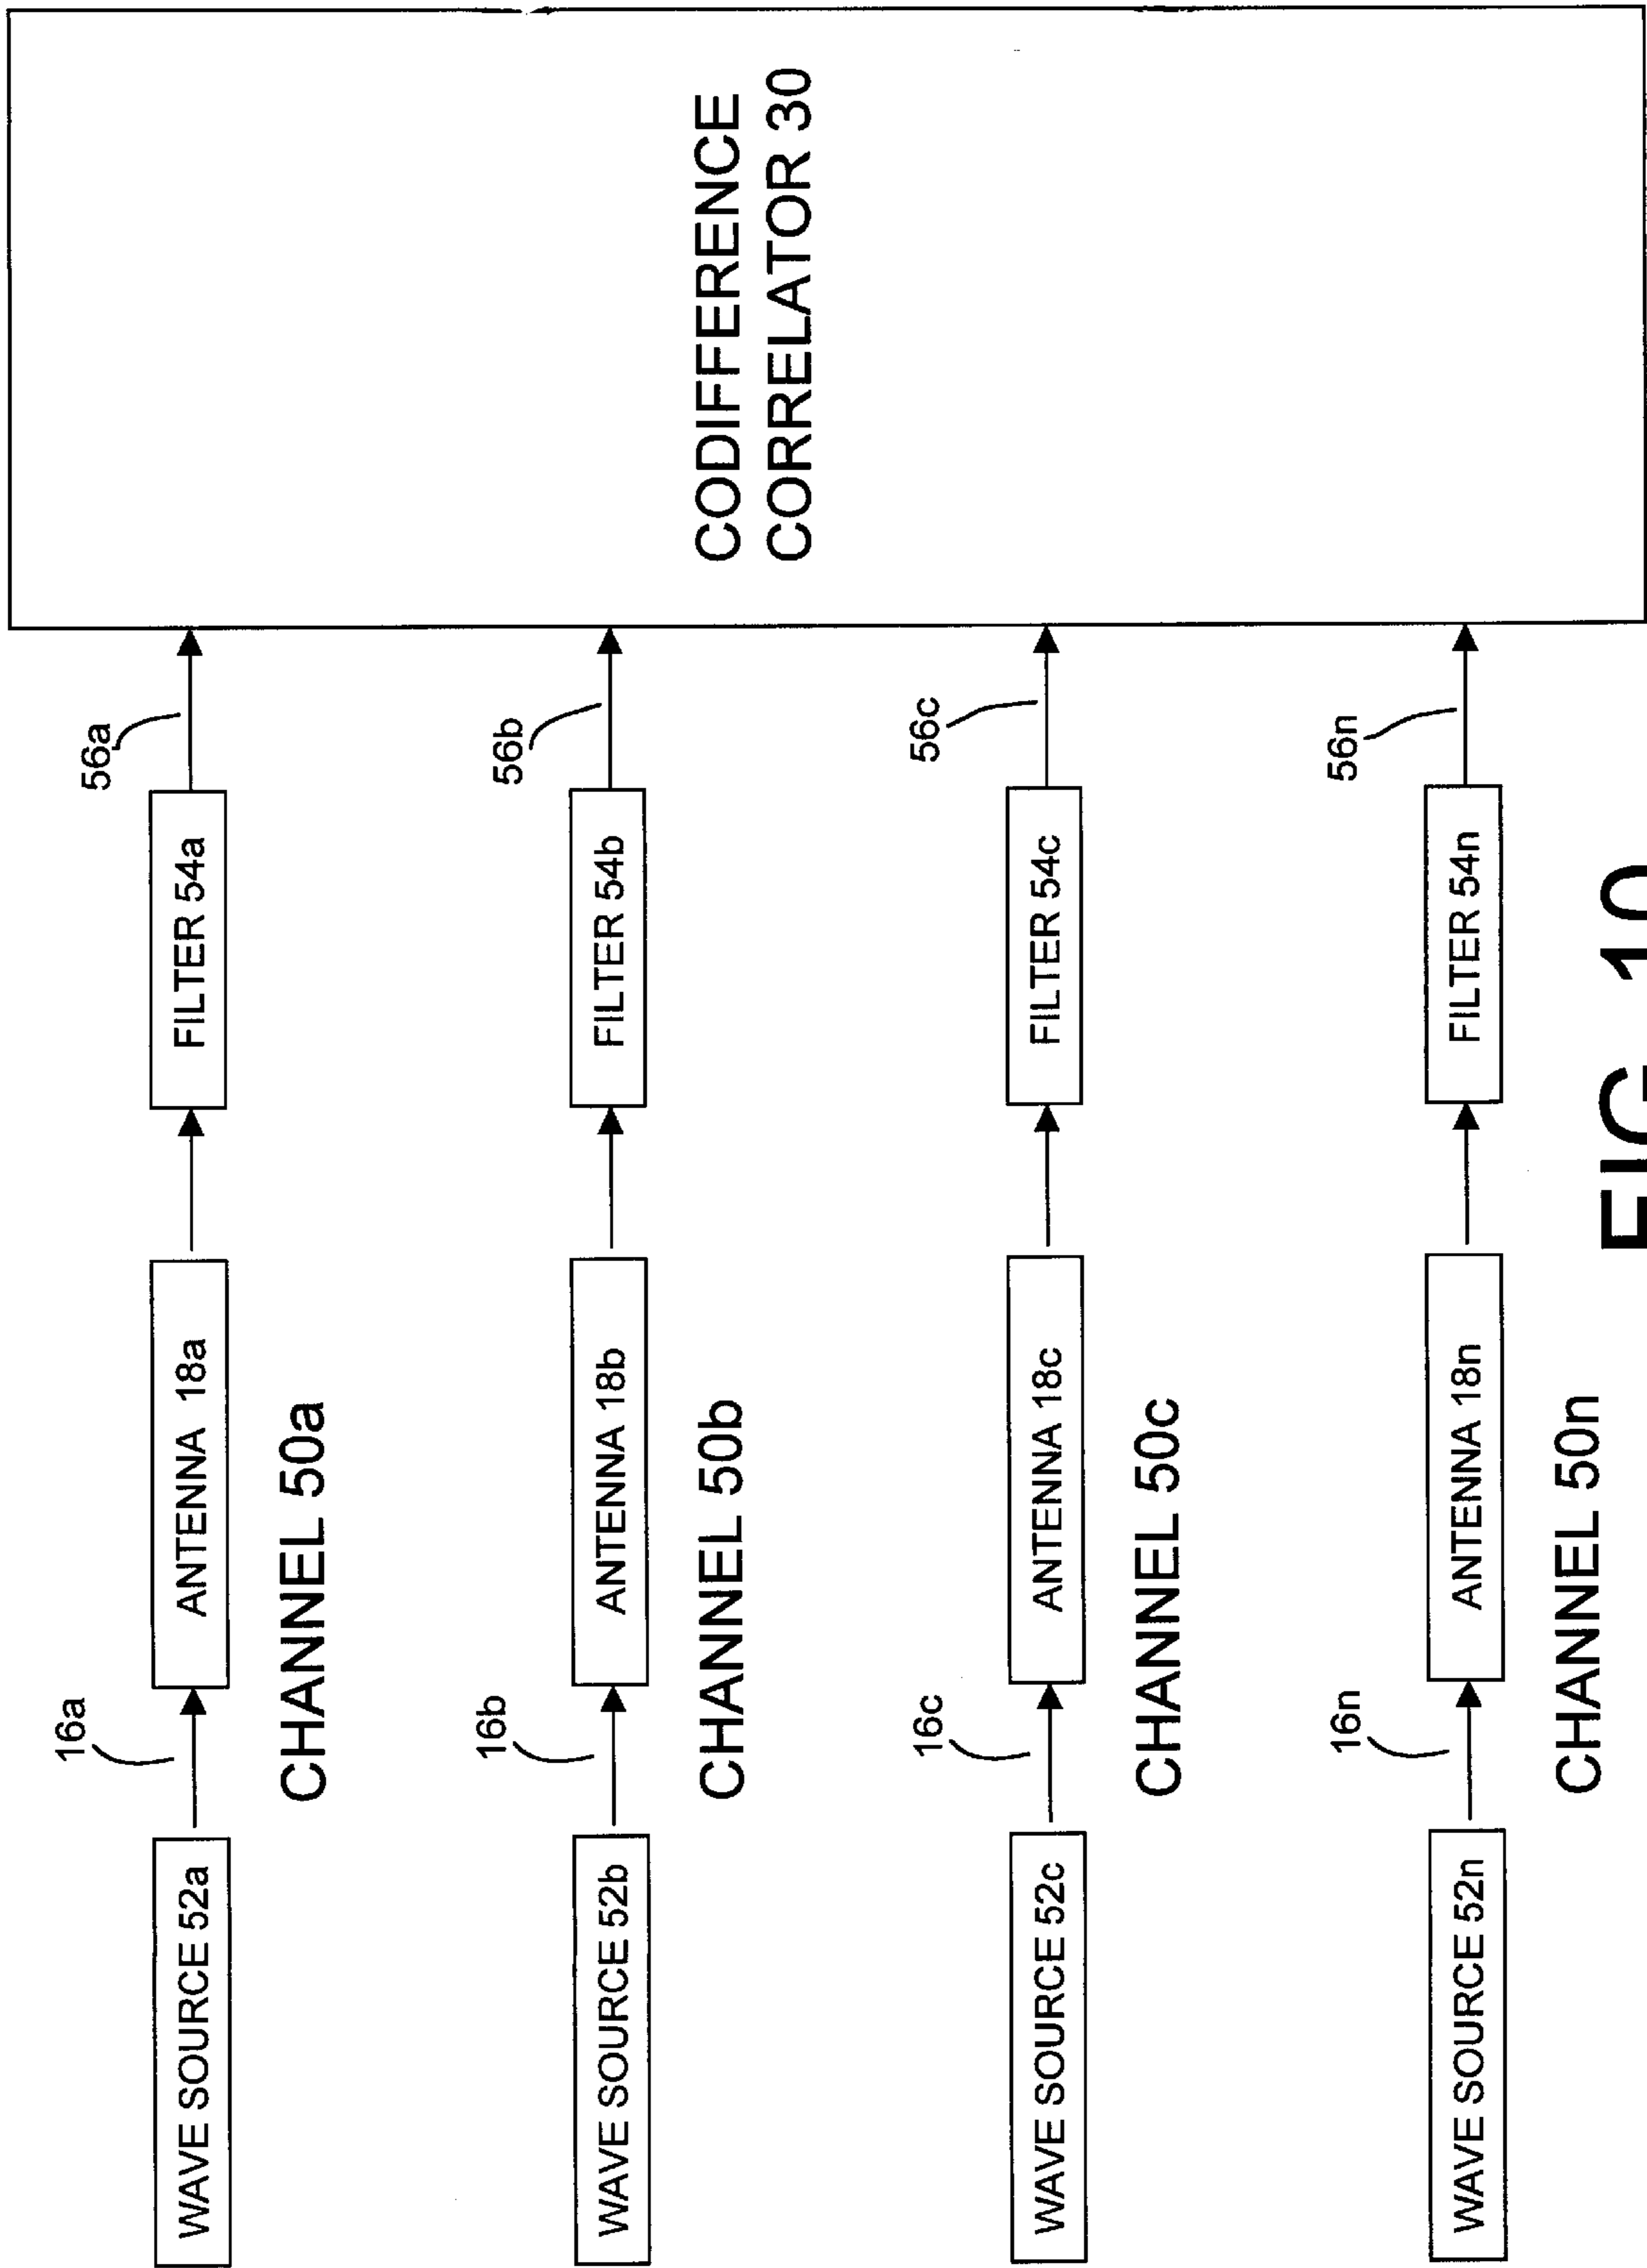 16a
56a
WAVE SOURCE 52a
ANTENNA 18a
FILTER 54a
CHANNEL 50a
16b
56b
WAVE SOURCE 52b
ANTENNA 18b
FILTER 54b
CHANNEL 50b
CODIFFERENCE
CORRELATOR 30
16c
56c
WAVE SOURCE 52c
ANTENNA 18c
FILTER 54c
CHANNEL 50c
16n
56n
WAVE SOURCE 52n
ANTENNA 18n
FILTER 54n
CHANNEL 50n
FIG. 10